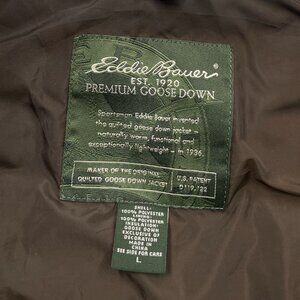 Eddie Bauer
EST. 1920
PREMIUM GOOSE DOWN
Sportsman Eddie Bauer invented
the quilted goose down jacket –
naturally warm, functional and
exceptionally lightweight – in 1936.
MAKER OF THE ORIGINAL
QUILTED GOOSE DOWN JACKET
U.S. PATENT
D119,122
SHELL:
100% POLYESTER
LINING:
100% POLYESTER
INSULATION:
GOOSE DOWN
EXCLUSIVE OF
DECORATION
MADE IN
CHINA
SEE SIDE FOR CARE
L